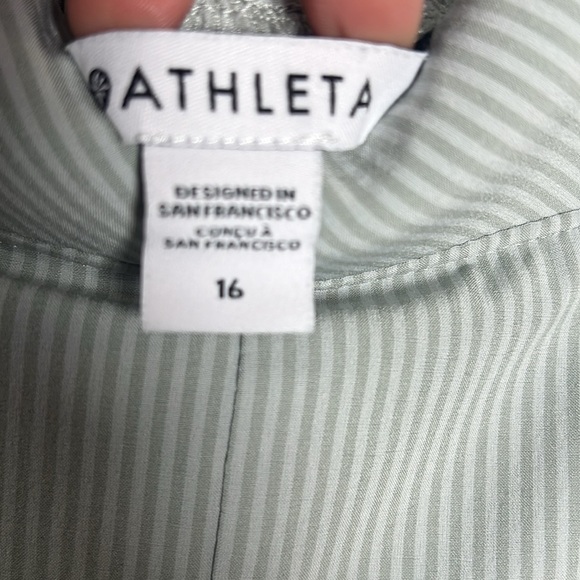 ATHLETA
DESIGNED IN
SAN FRANCISCO
CONÇU À
SAN FRANCISCO
16